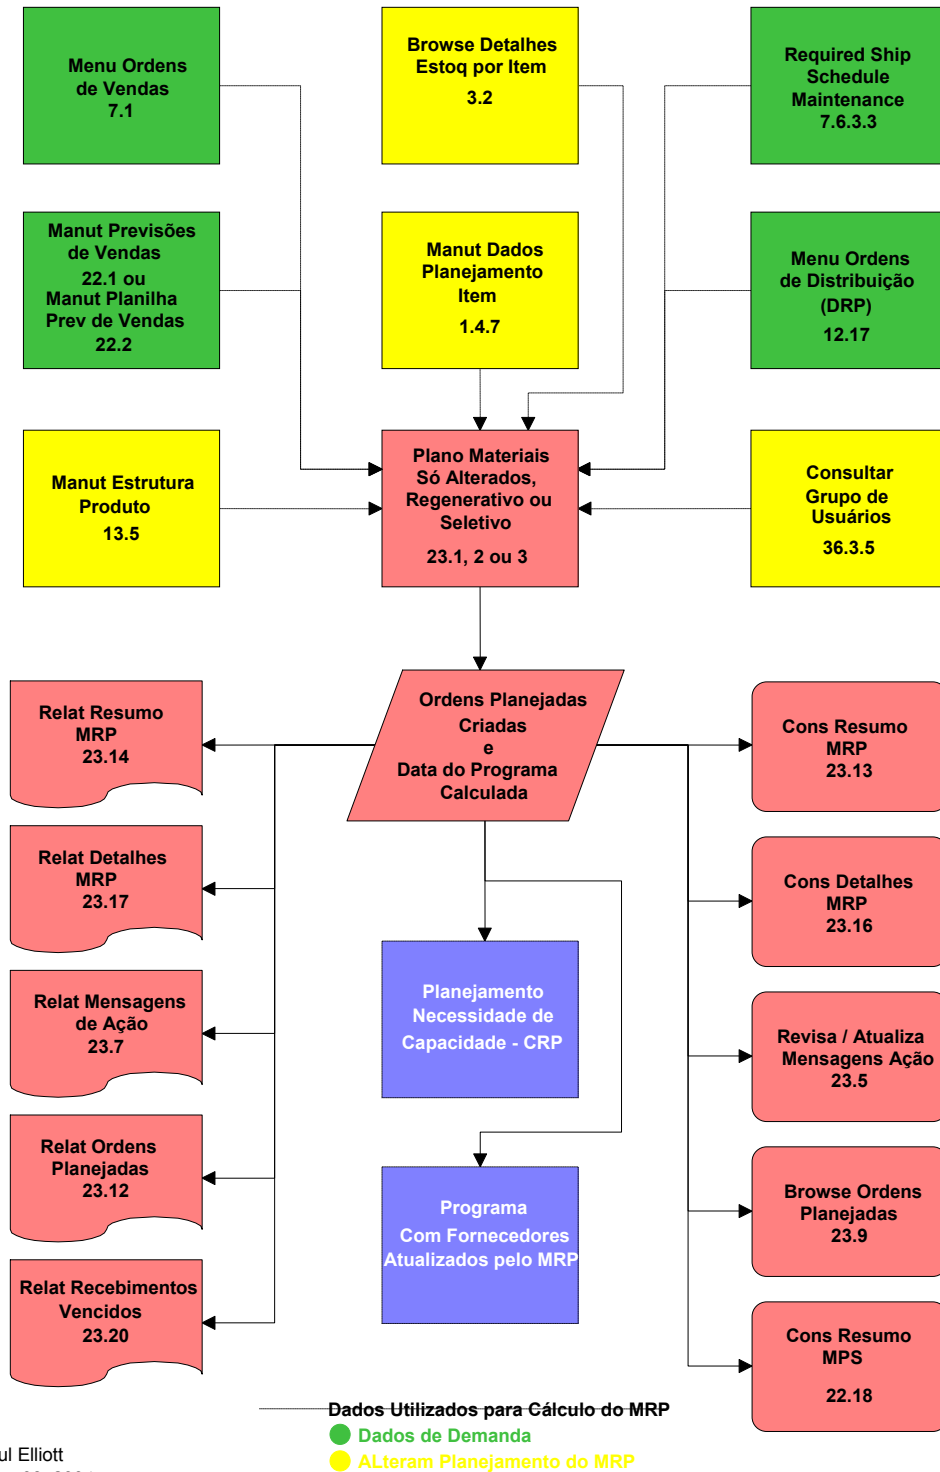 Menu Ordens
de Vendas
7.1
Browse Detalhes
Estoq por Item
3.2
Required Ship
Schedule
Maintenance
7.6.3.3
Manut Previsões
de Vendas
22.1 ou
Manut Planilha
Prev de Vendas
22.2
Manut Dados
Planejamento
Item
1.4.7
Menu Ordens
de Distribuição
(DRP)
12.17
Manut Estrutura
Produto
13.5
Plano Materiais
Só Alterados,
Regenerativo ou
Seletivo
23.1, 2 ou 3
Consultar
Grupo de
Usuários
36.3.5
Ordens Planejadas
Criadas
e
Data do Programa
Calculada
Relat Resumo
MRP
23.14
Cons Resumo
MRP
23.13
Relat Detalhes
MRP
23.17
Cons Detalhes
MRP
23.16
Relat Mensagens
de Ação
23.7
Planejamento
Necessidade de
Capacidade - CRP
Revisa / Atualiza
Mensagens Ação
23.5
Relat Ordens
Planejadas
23.12
Programa
Com Fornecedores
Atualizados pelo MRP
Browse Ordens
Planejadas
23.9
Relat Recebimentos
Vencidos
23.20
Cons Resumo
MPS
22.18
Dados Utilizados para Cálculo do MRP
Dados de Demanda
ALteram Planejamento do MRP
ul Elliott